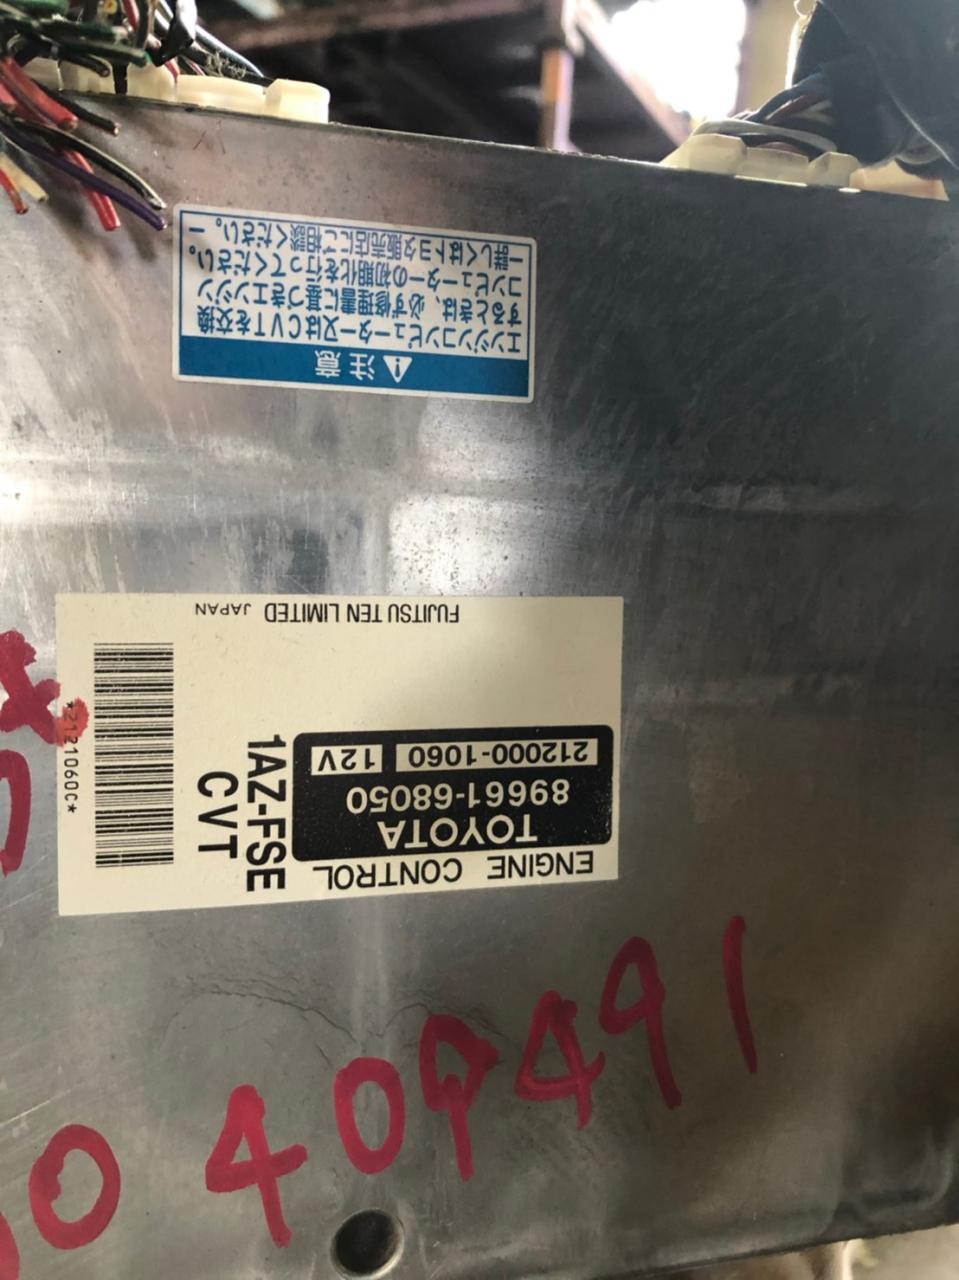 ⚠注意
エンジンコンピューター又はCVTを交換
するときは、必ず修理書に基づきエンジン
コンピューターの初期化を行ってください。
―詳しくはトヨタ販売店にご相談ください。―
ENGINE CONTROL
TOYOTA
89661-68050
212000-1060 12V
1AZ-FSE
CVT
FUJITSU TEN LIMITED JAPAN
*2121060C*
0409491